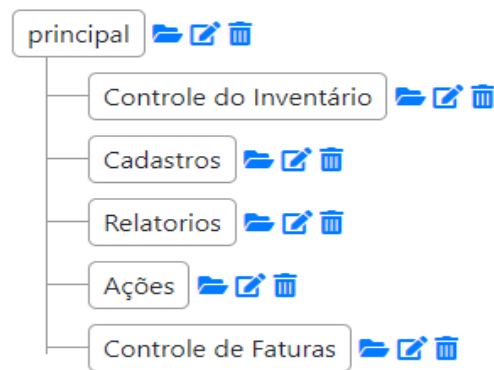 principal
Controle do Inventário
Cadastros
Relatorios
Ações
Controle de Faturas